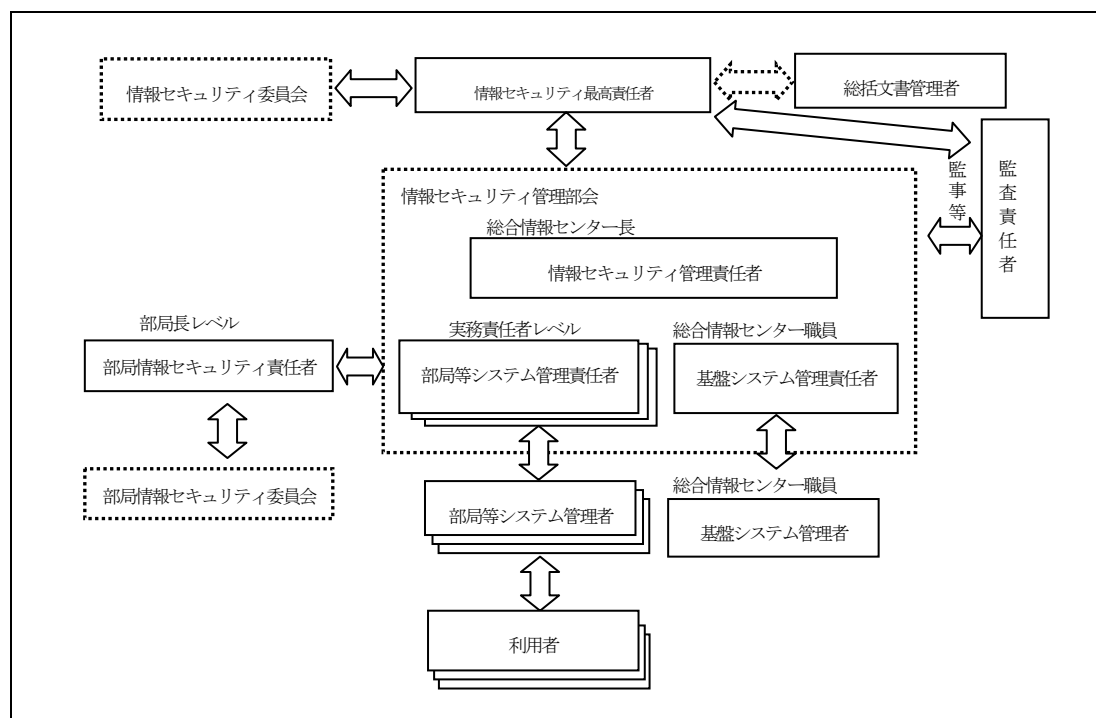 情報セキュリティ委員会
情報セキュリティ最高責任者
総括文書管理者
監査責任者
監事等
情報セキュリティ管理部会
総合情報センター長
情報セキュリティ管理責任者
部局長レベル
部局情報セキュリティ責任者
実務責任者レベル
部局等システム管理責任者
総合情報センター職員
基盤システム管理責任者
部局情報セキュリティ委員会
部局等システム管理者
総合情報センター職員
基盤システム管理者
利用者